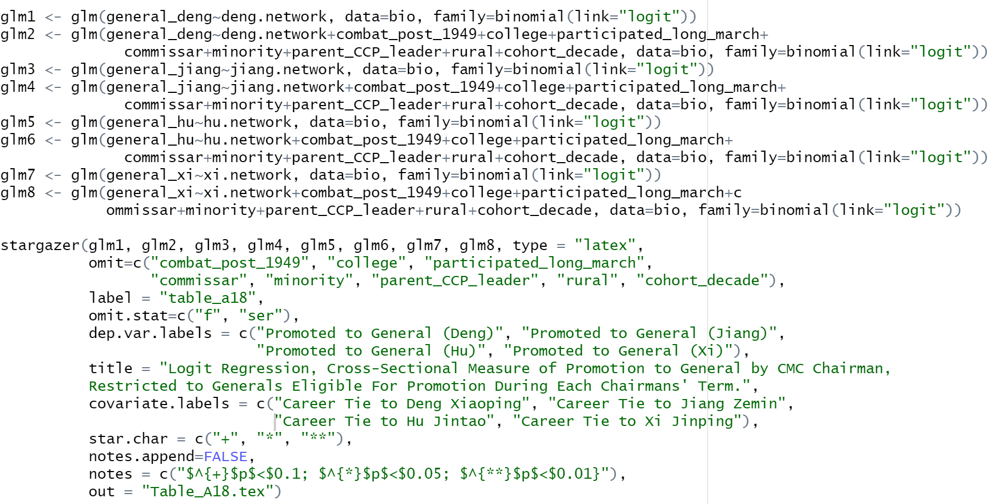 glm1 <- glm(general_deng~deng.network, data=bio, family=binomial(link="logit"))
glm2 <- glm(general_deng~deng.network+combat_post_1949+college+participated_long_march+
              commissar+minority+parent_CCP_leader+rural+cohort_decade, data=bio, family=binomial(link="logit"))
glm3 <- glm(general_jiang~jiang.network, data=bio, family=binomial(link="logit"))
glm4 <- glm(general_jiang~jiang.network+combat_post_1949+college+participated_long_march+
              commissar+minority+parent_CCP_leader+rural+cohort_decade, data=bio, family=binomial(link="logit"))
glm5 <- glm(general_hu~hu.network, data=bio, family=binomial(link="logit"))
glm6 <- glm(general_hu~hu.network+combat_post_1949+college+participated_long_march+
              commissar+minority+parent_CCP_leader+rural+cohort_decade, data=bio, family=binomial(link="logit"))
glm7 <- glm(general_xi~xi.network, data=bio, family=binomial(link="logit"))
glm8 <- glm(general_xi~xi.network+combat_post_1949+college+participated_long_march+c
            ommissar+minority+parent_CCP_leader+rural+cohort_decade, data=bio, family=binomial(link="logit"))

stargazer(glm1, glm2, glm3, glm4, glm5, glm6, glm7, glm8, type = "latex",
          omit=c("combat_post_1949", "college", "participated_long_march",
                 "commissar", "minority", "parent_CCP_leader", "rural", "cohort_decade"),
          label = "table_a18",
          omit.stat=c("f", "ser"),
          dep.var.labels = c("Promoted to General (Deng)", "Promoted to General (Jiang)",
                             "Promoted to General (Hu)", "Promoted to General (Xi)"),
          title = "Logit Regression, Cross-Sectional Measure of Promotion to General by CMC Chairman,
          Restricted to Generals Eligible For Promotion During Each Chairmans' Term.",
          covariate.labels = c("Career Tie to Deng Xiaoping", "Career Tie to Jiang Zemin",
                               "Career Tie to Hu Jintao", "Career Tie to Xi Jinping"),
          star.char = c("+", "*", "**"),
          notes.append=FALSE,
          notes = c("$^{+}$p$<$0.1; $^{*}$p$<$0.05; $^{**}$p$<$0.01}"),
          out = "Table_A18.tex")